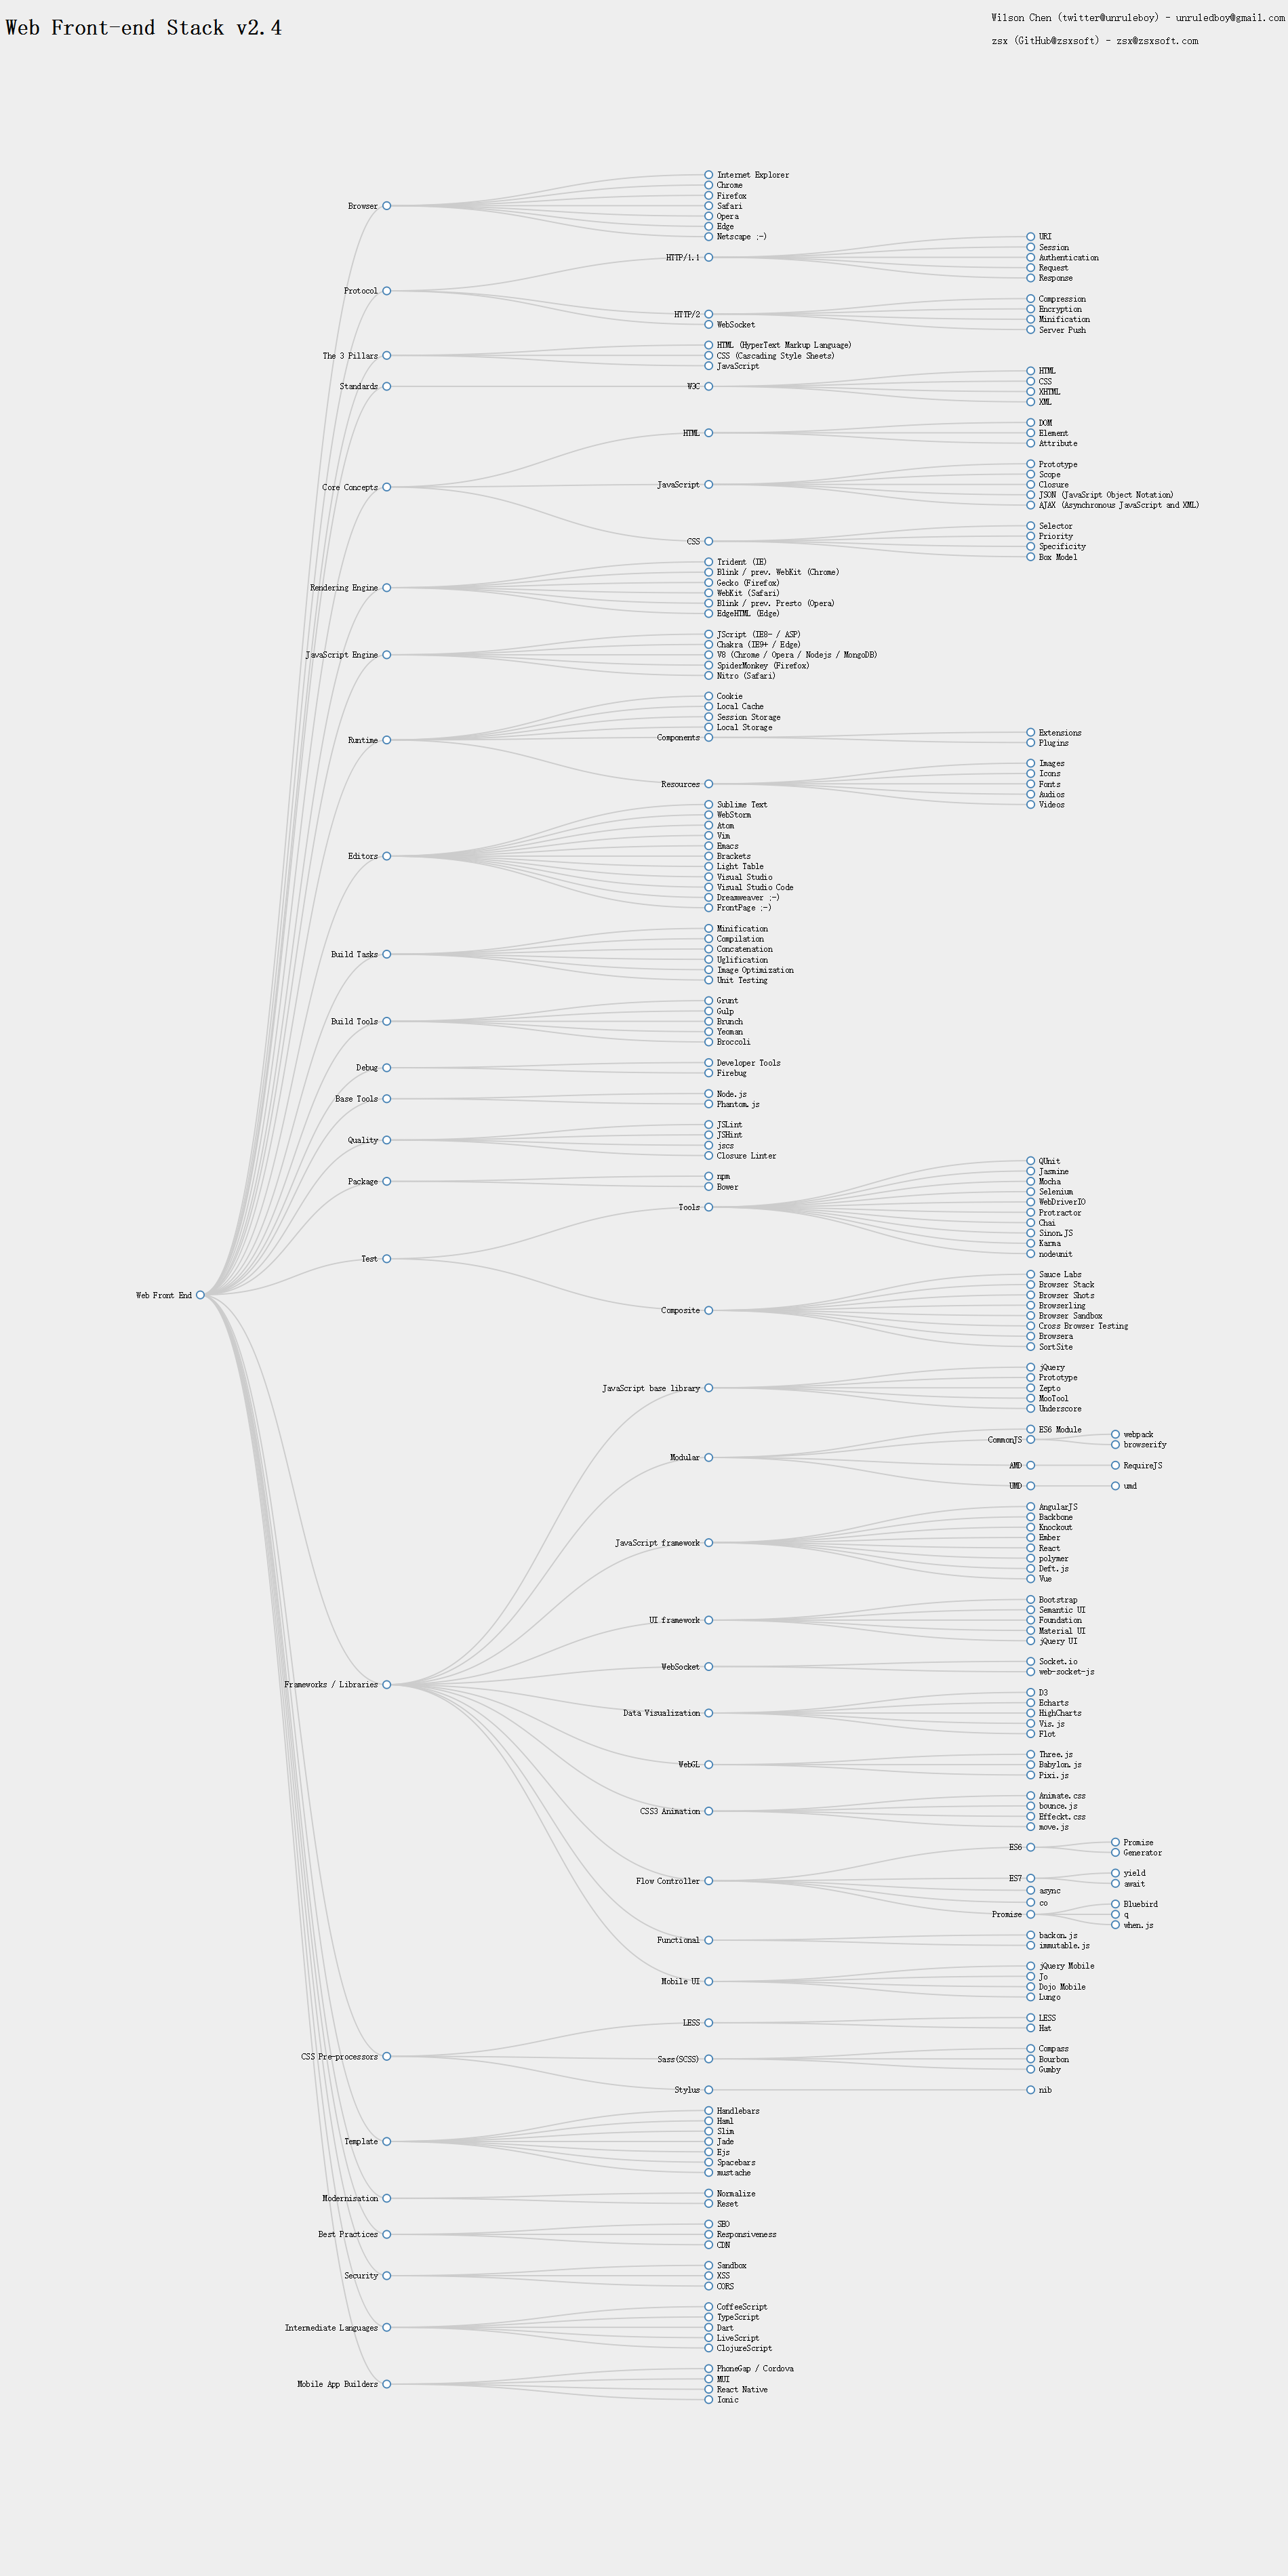 Web Front-end Stack v2.4
Wilson Chen (twitter@unruleboy) - unruledboy@gmail.com
zsx (GitHub@zsxsoft) - zsx@zsxsoft.com
Web Front End
Browser
Internet Explorer
Chrome
Firefox
Safari
Opera
Edge
Netscape :-)
Protocol
HTTP/1.1
URI
Session
Authentication
Request
Response
HTTP/2
Compression
Encryption
Minification
Server Push
WebSocket
The 3 Pillars
HTML (HyperText Markup Language)
CSS (Cascading Style Sheets)
JavaScript
Standards
W3C
HTML
CSS
XHTML
XML
Core Concepts
HTML
DOM
Element
Attribute
JavaScript
Prototype
Scope
Closure
JSON (JavaSript Object Notation)
AJAX (Asynchronous JavaScript and XML)
CSS
Selector
Priority
Specificity
Box Model
Rendering Engine
Trident (IE)
Blink / prev. WebKit (Chrome)
Gecko (Firefox)
WebKit (Safari)
Blink / prev. Presto (Opera)
EdgeHTML (Edge)
JavaScript Engine
JScript (IE8- / ASP)
Chakra (IE9+ / Edge)
V8 (Chrome / Opera / Nodejs / MongoDB)
SpiderMonkey (Firefox)
Nitro (Safari)
Runtime
Cookie
Local Cache
Session Storage
Local Storage
Components
Extensions
Plugins
Resources
Images
Icons
Fonts
Audios
Videos
Editors
Sublime Text
WebStorm
Atom
Vim
Emacs
Brackets
Light Table
Visual Studio
Visual Studio Code
Dreamweaver :-)
FrontPage :-)
Build Tasks
Minification
Compilation
Concatenation
Uglification
Image Optimization
Unit Testing
Build Tools
Grunt
Gulp
Brunch
Yeoman
Broccoli
Debug
Developer Tools
Firebug
Base Tools
Node.js
Phantom.js
Quality
JSLint
JSHint
jscs
Closure Linter
Package
npm
Bower
Test
Tools
QUnit
Jasmine
Mocha
Selenium
WebDriverIO
Protractor
Chai
Sinon.JS
Karma
nodeunit
Composite
Sauce Labs
Browser Stack
Browser Shots
Browserling
Browser Sandbox
Cross Browser Testing
Browsera
SortSite
Frameworks / Libraries
JavaScript base library
jQuery
Prototype
Zepto
MooTool
Underscore
Modular
ES6 Module
CommonJS
webpack
browserify
AMD
RequireJS
UMD
umd
JavaScript framework
AngularJS
Backbone
Knockout
Ember
React
polymer
Deft.js
Vue
UI framework
Bootstrap
Semantic UI
Foundation
Material UI
jQuery UI
WebSocket
Socket.io
web-socket-js
Data Visualization
D3
Echarts
HighCharts
Vis.js
Flot
WebGL
Three.js
Babylon.js
Pixi.js
CSS3 Animation
Animate.css
bounce.js
Effeckt.css
move.js
Flow Controller
ES6
Promise
Generator
ES7
yield
await
async
co
Promise
Bluebird
q
when.js
Functional
backon.js
immutable.js
Mobile UI
jQuery Mobile
Jo
Dojo Mobile
Lungo
CSS Pre-processors
LESS
LESS
Hat
Sass(SCSS)
Compass
Bourbon
Gumby
Stylus
nib
Template
Handlebars
Haml
Slim
Jade
Ejs
Spacebars
mustache
Modernisation
Normalize
Reset
Best Practices
SEO
Responsiveness
CDN
Security
Sandbox
XSS
CORS
Intermediate Languages
CoffeeScript
TypeScript
Dart
LiveScript
ClojureScript
Mobile App Builders
PhoneGap / Cordova
MUI
React Native
Ionic